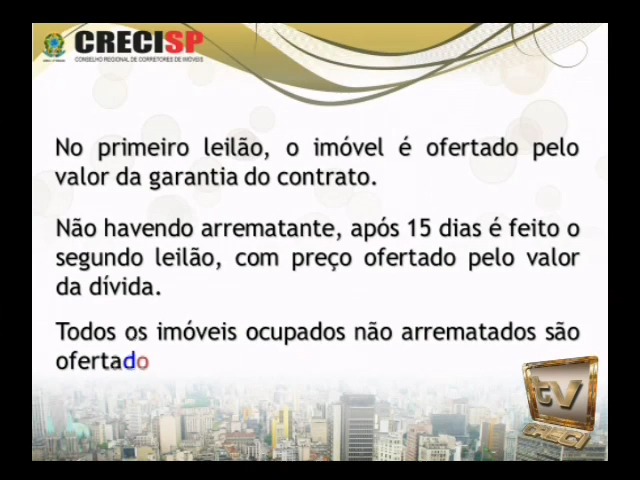 CRECISP
CONSELHO REGIONAL DE CORRETORES DE IMÓVEIS
No primeiro leilão, o imóvel é ofertado pelo
valor da garantia do contrato.
Não havendo arrematante, após 15 dias é feito o
segundo leilão, com preço ofertado pelo valor
da dívida.
Todos os imóveis ocupados não arrematados são
ofertado
tv
CRECI